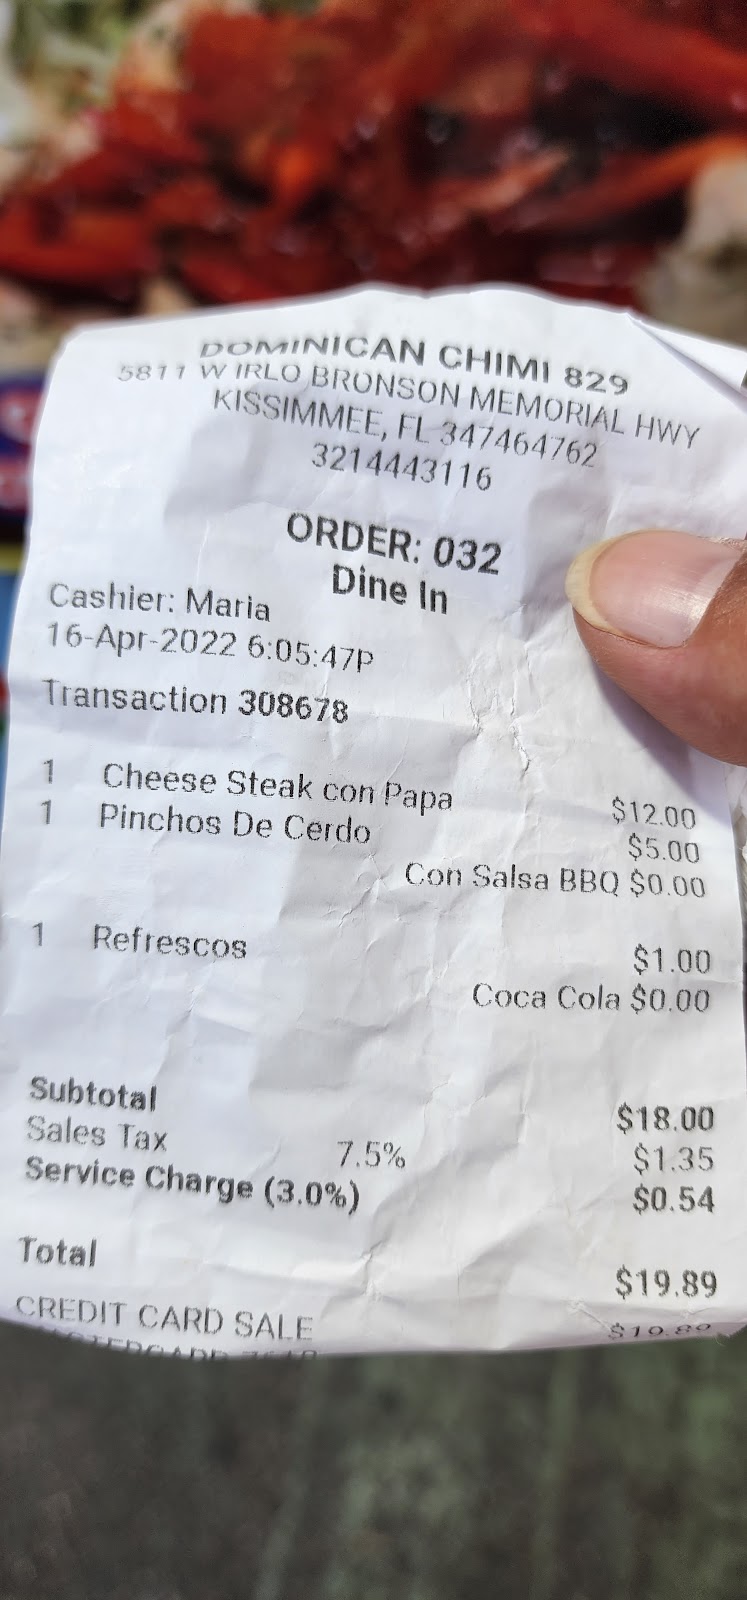 DOMINICAN CHIMI 829
5811 W IRLO BRONSON MEMORIAL HWY
KISSIMMEE, FL 347464762
3214443116
ORDER: 032
Dine In
Cashier: Maria
16-Apr-2022 6:05:47P
Transaction 308678
1 Cheese Steak con Papa $12.00
1 Pinchos De Cerdo $5.00
Con Salsa BBQ $0.00
1 Refrescos $1.00
Coca Cola $0.00
Subtotal $18.00
Sales Tax 7.5% $1.35
Service Charge (3.0%) $0.54
Total $19.89
CREDIT CARD SALE $19.89